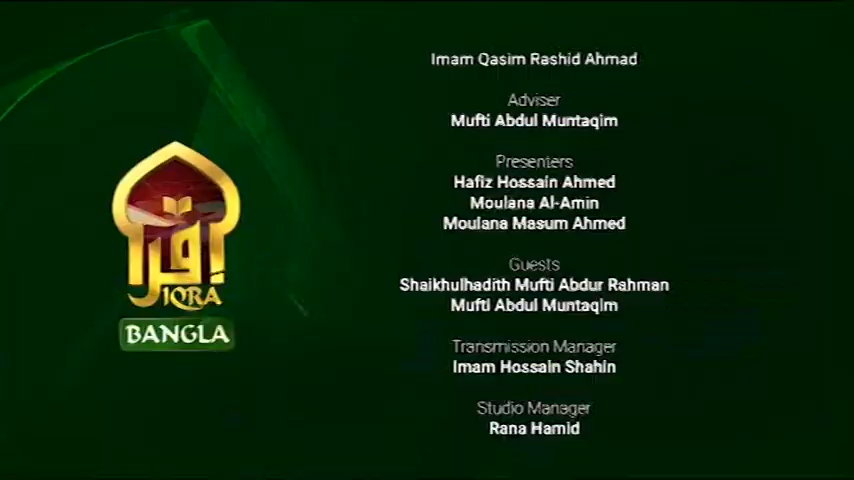 Imam Qasim Rashid Ahmad
Adviser
Mufti Abdul Muntaqim
Presenters
Hafiz Hossain Ahmed
Moulana Al-Amin
Moulana Masum Ahmed
Guests
Shaikhulhadith Mufti Abdur Rahman
Mufti Abdul Muntaqim
Transmission Manager
Imam Hossain Shahin
Studio Manager
Rana Hamid
اقرأ
IQRA
BANGLA